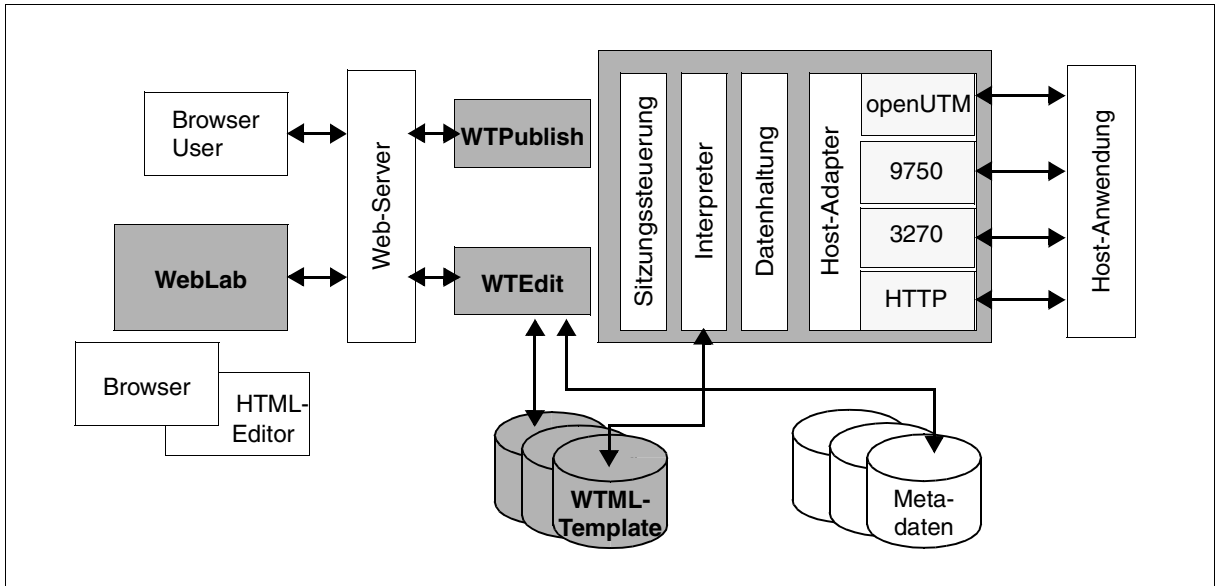 Browser
User
WebLab
Browser
HTML-
Editor
Web-Server
WTPublish
WTEdit
Sitzungssteuerung
Interpreter
Datenhaltung
Host-Adapter
openUTM
9750
3270
HTTP
Host-Anwendung
WTML-
Template
Meta-
daten